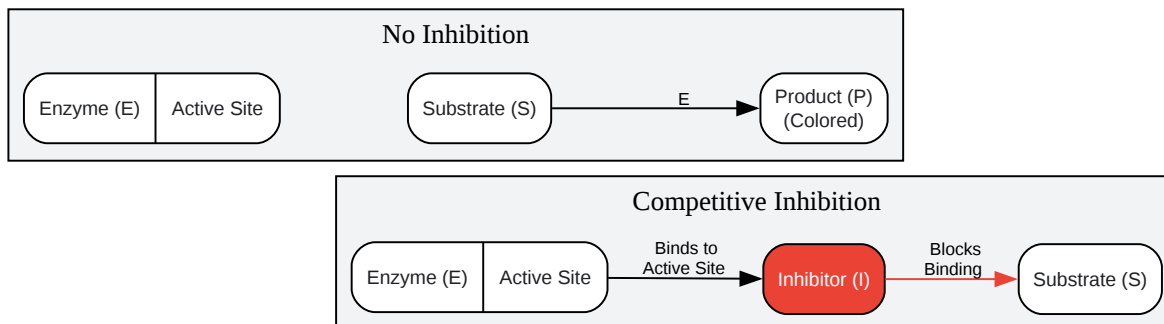 No Inhibition
Enzyme (E)
Active Site
Substrate (S)
E
Product (P)
(Colored)
Competitive Inhibition
Enzyme (E)
Active Site
Binds to
Active Site
Inhibitor (I)
Blocks
Binding
Substrate (S)